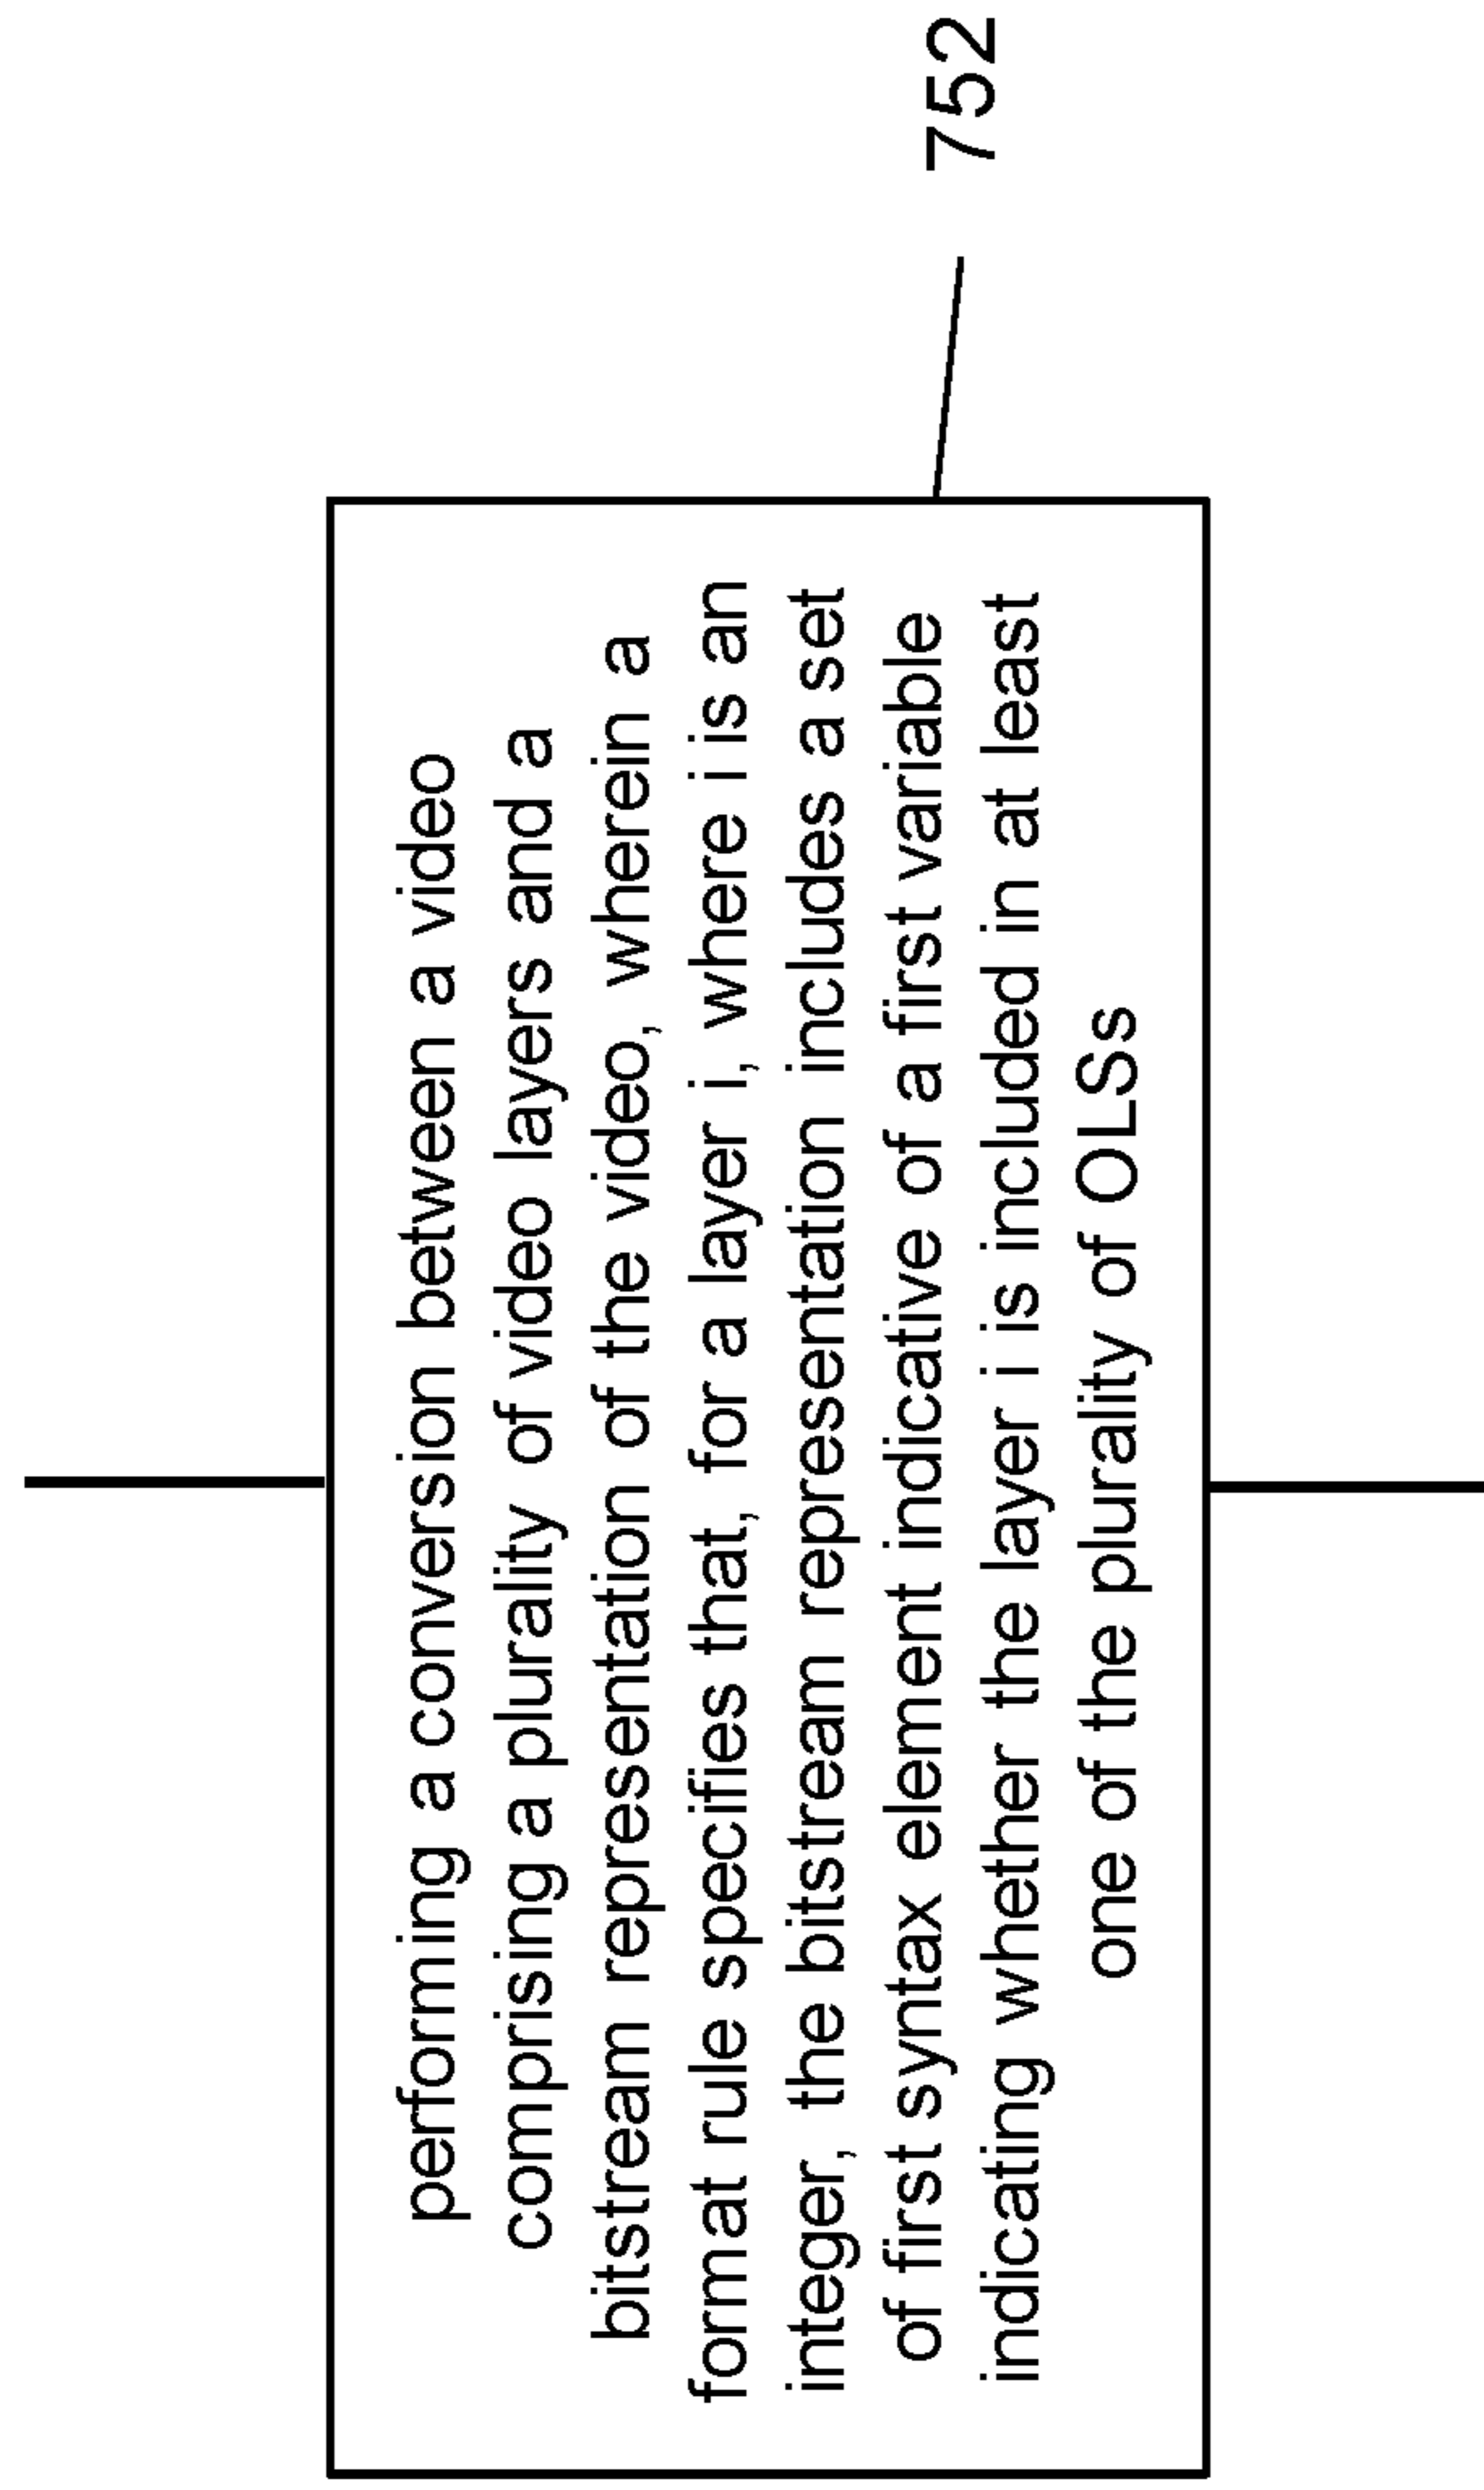 performing a conversion between a video
comprising a plurality of video layers and a
bitstream representation of the video, wherein a
format rule specifies that, for a layer i, where i is an
integer, the bitstream representation includes a set
of first syntax element indicative of a first variable
indicating whether the layer i is included in at least
one of the plurality of OLSs
752